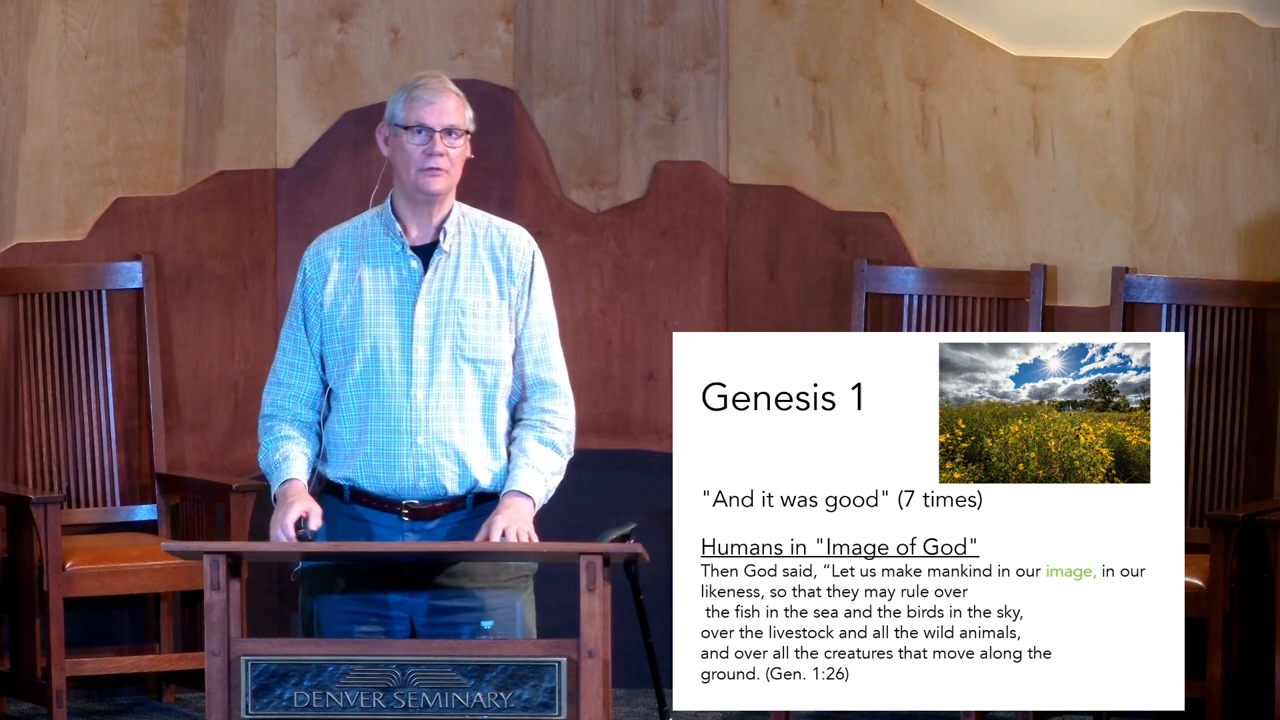 Genesis 1
"And it was good" (7 times)
Humans in "Image of God"
Then God said, “Let us make mankind in our image, in our
likeness, so that they may rule over
the fish in the sea and the birds in the sky,
over the livestock and all the wild animals,
and over all the creatures that move along the
ground. (Gen. 1:26)
DENVER SEMINARY